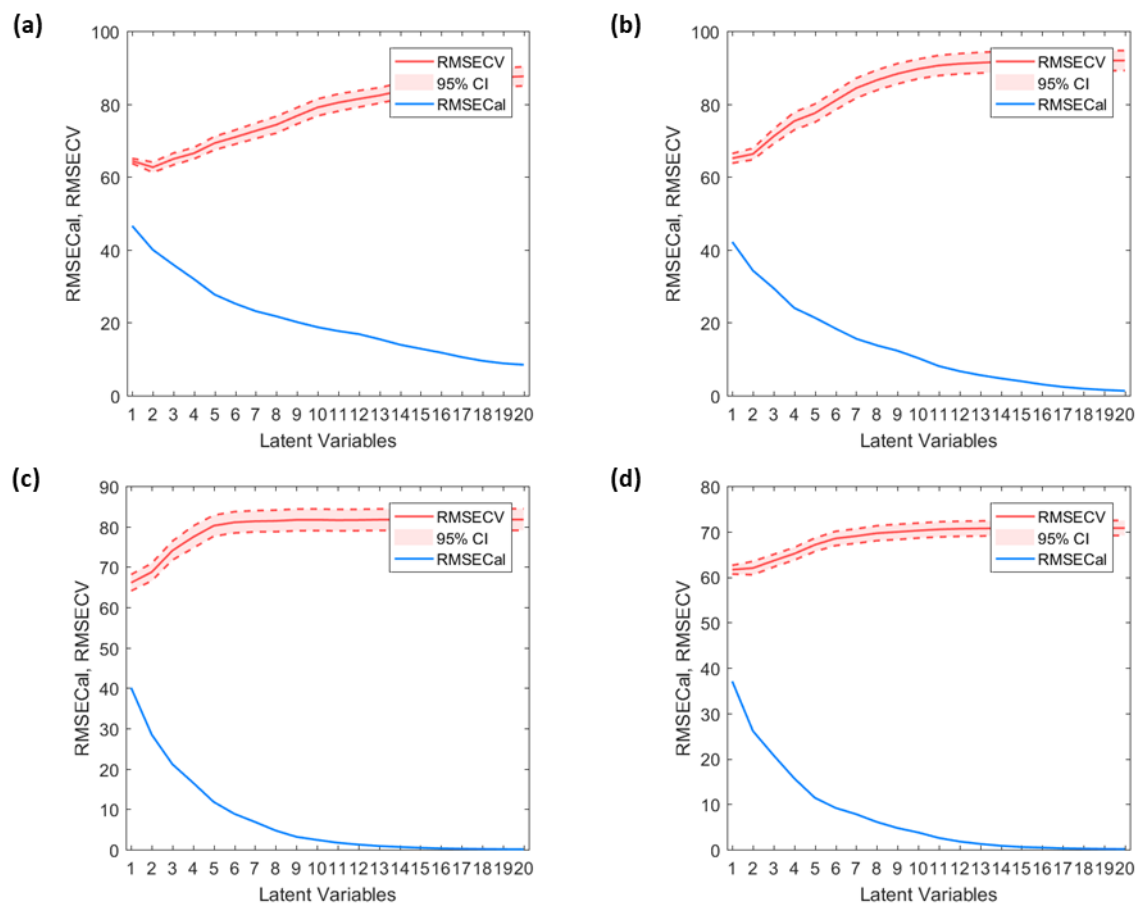 (a)
100
80
60
40
20
0
RMSECal, RMSECV
RMSECV
95% CI
RMSECal
1 2 3 4 5 6 7 8 9 10 11 12 13 14 15 16 17 18 19 20
Latent Variables
(b)
100
80
60
40
20
0
RMSECal, RMSECV
RMSECV
95% CI
RMSECal
1 2 3 4 5 6 7 8 9 10 11 12 13 14 15 16 17 18 19 20
Latent Variables
(c)
90
80
70
60
50
40
30
20
10
0
RMSECal, RMSECV
RMSECV
95% CI
RMSECal
1 2 3 4 5 6 7 8 9 10 11 12 13 14 15 16 17 18 19 20
Latent Variables
(d)
80
70
60
50
40
30
20
10
0
RMSECal, RMSECV
RMSECV
95% CI
RMSECal
1 2 3 4 5 6 7 8 9 10 11 12 13 14 15 16 17 18 19 20
Latent Variables